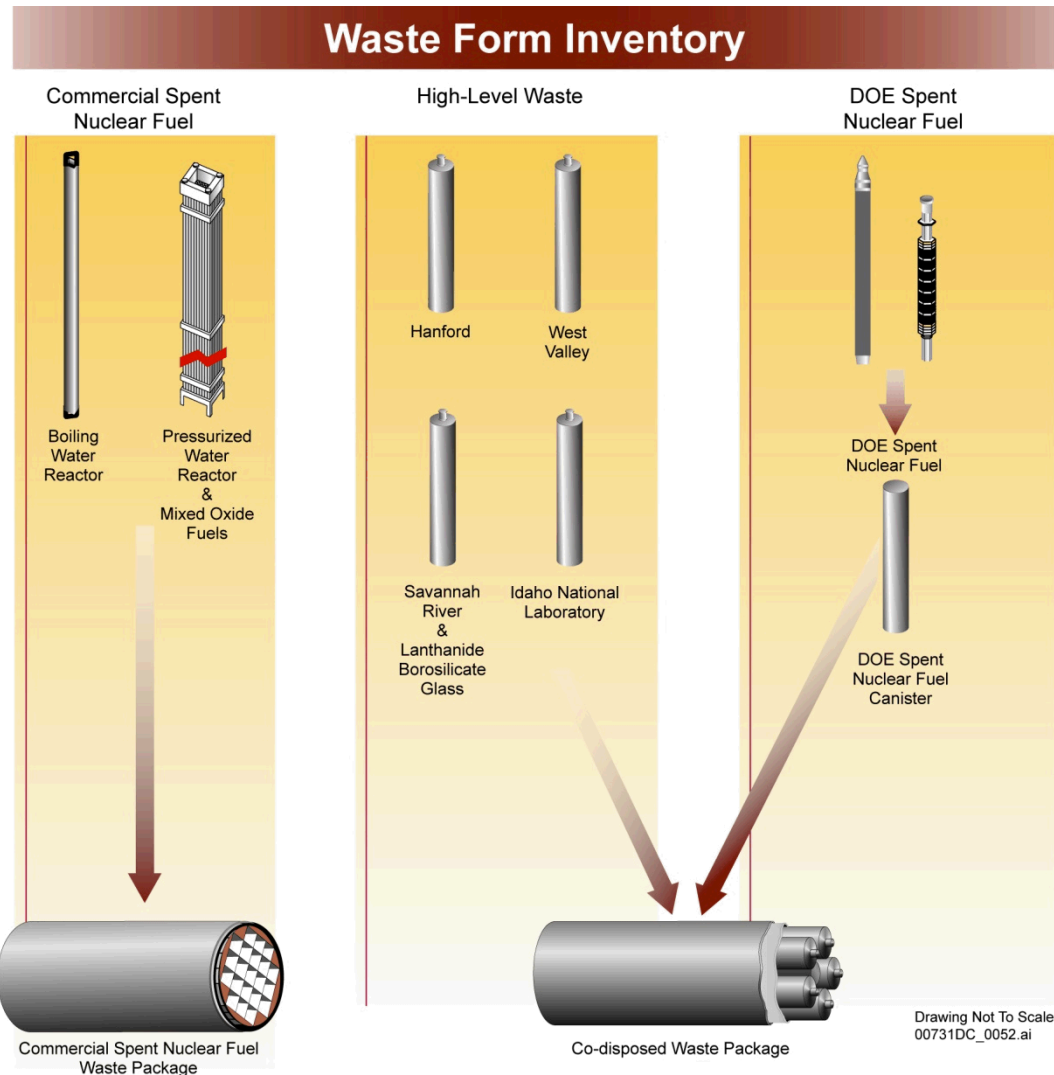 Waste Form Inventory
Commercial Spent
Nuclear Fuel
Boiling
Water
Reactor
Pressurized
Water
Reactor
&
Mixed Oxide
Fuels
Commercial Spent Nuclear Fuel
Waste Package
High-Level Waste
Hanford
West
Valley
Savannah
River
&
Lanthanide
Borosilicate
Glass
Idaho National
Laboratory
DOE Spent
Nuclear Fuel
DOE Spent
Nuclear Fuel
DOE Spent
Nuclear Fuel
Canister
Co-disposed Waste Package
Drawing Not To Scale
00731DC_0052.ai